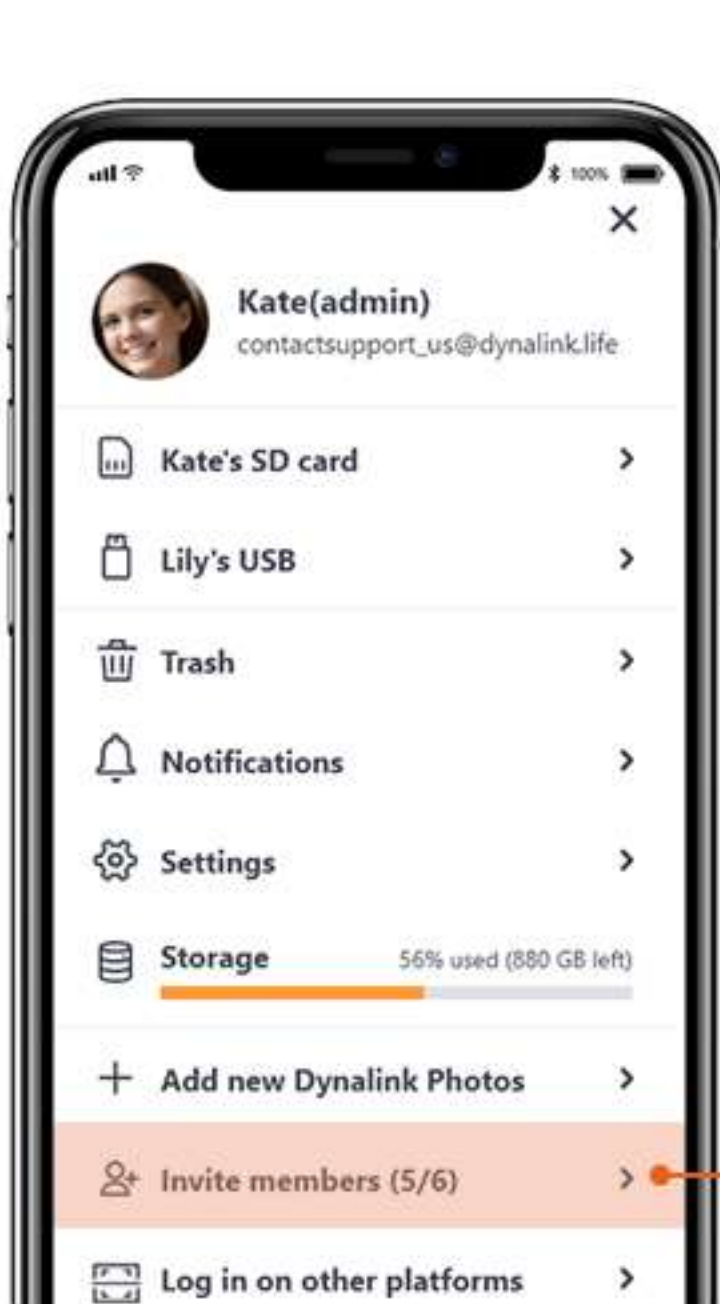 100%
Kate(admin)
contactsupport_us@dynalink.life
Kate's SD card
Lily's USB
Trash
Notifications
Settings
Storage 56% used (880 GB left)
Add new Dynalink Photos
Invite members (5/6)
Log in on other platforms